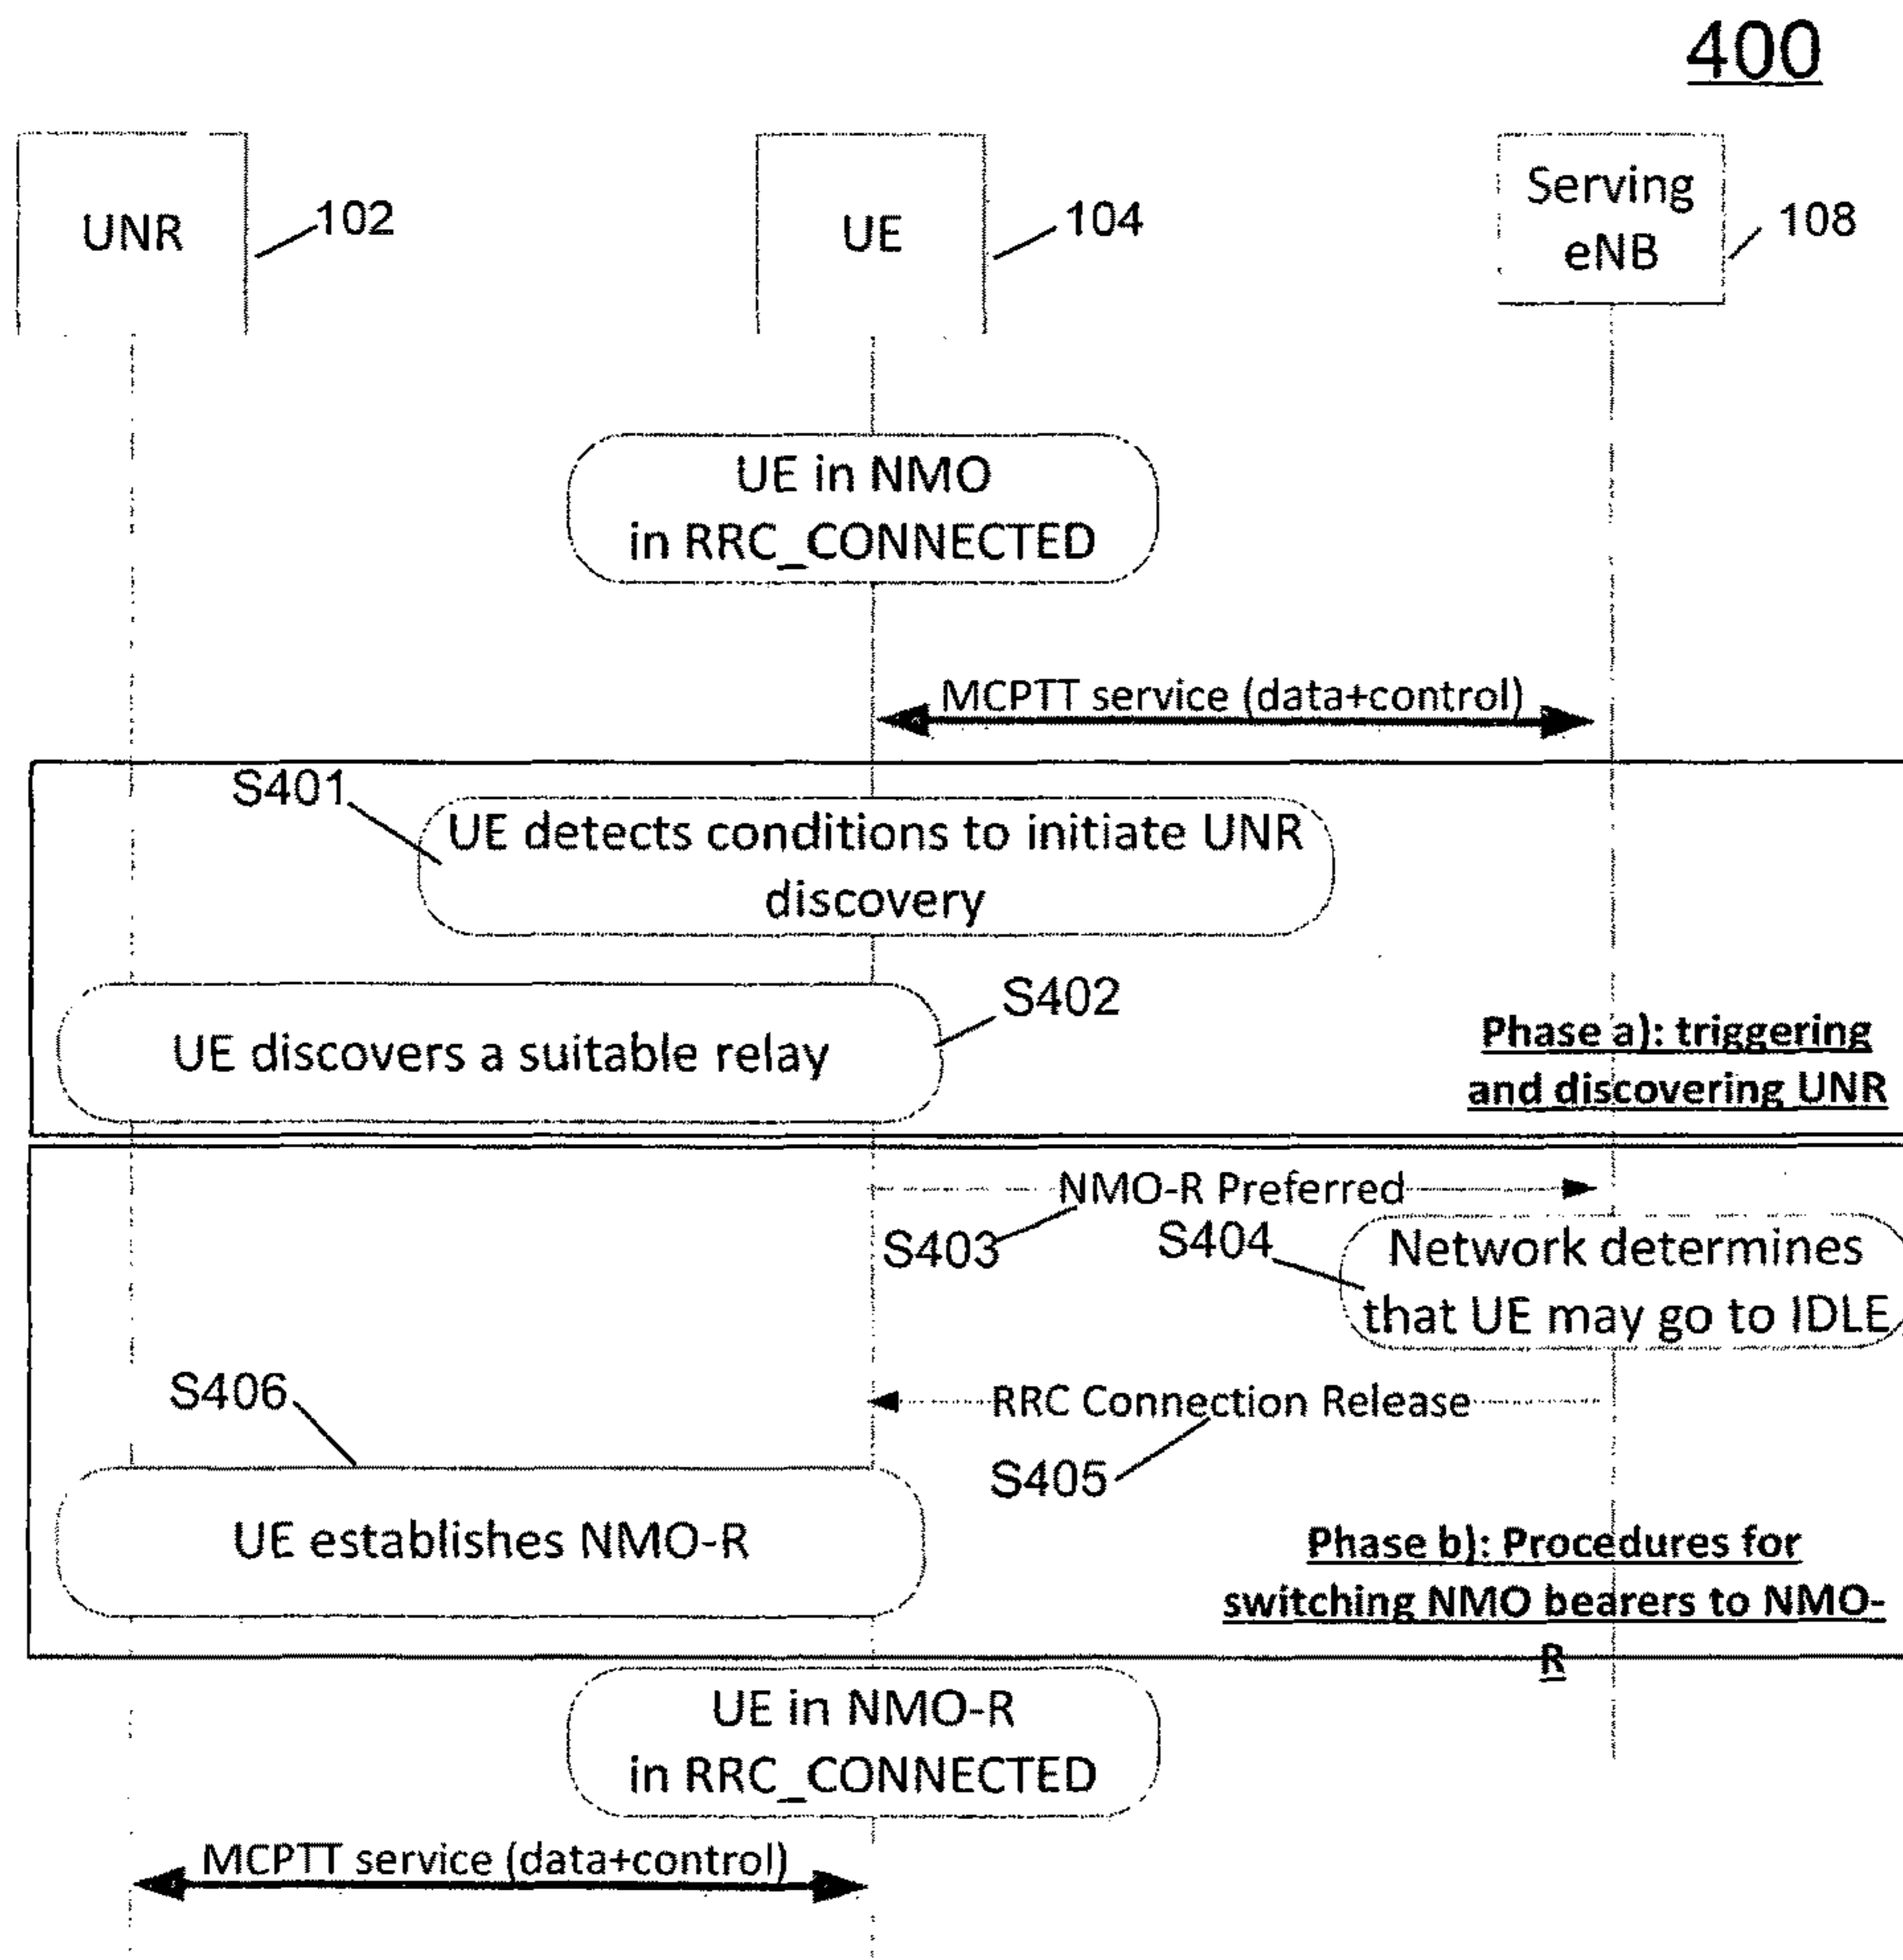 400
UNR
102
UE
104
Serving
eNB
108
UE in NMO
in RRC_CONNECTED
MCPTT service (data+control)
S401
UE detects conditions to initiate UNR
discovery
S402
UE discovers a suitable relay
Phase a): triggering
and discovering UNR
NMO-R Preferred
S403
S404
Network determines
that UE may go to IDLE
S406
RRC Connection Release
S405
UE establishes NMO-R
Phase b): Procedures for
switching NMO bearers to NMO-
R
UE in NMO-R
in RRC_CONNECTED
MCPTT service (data+control)